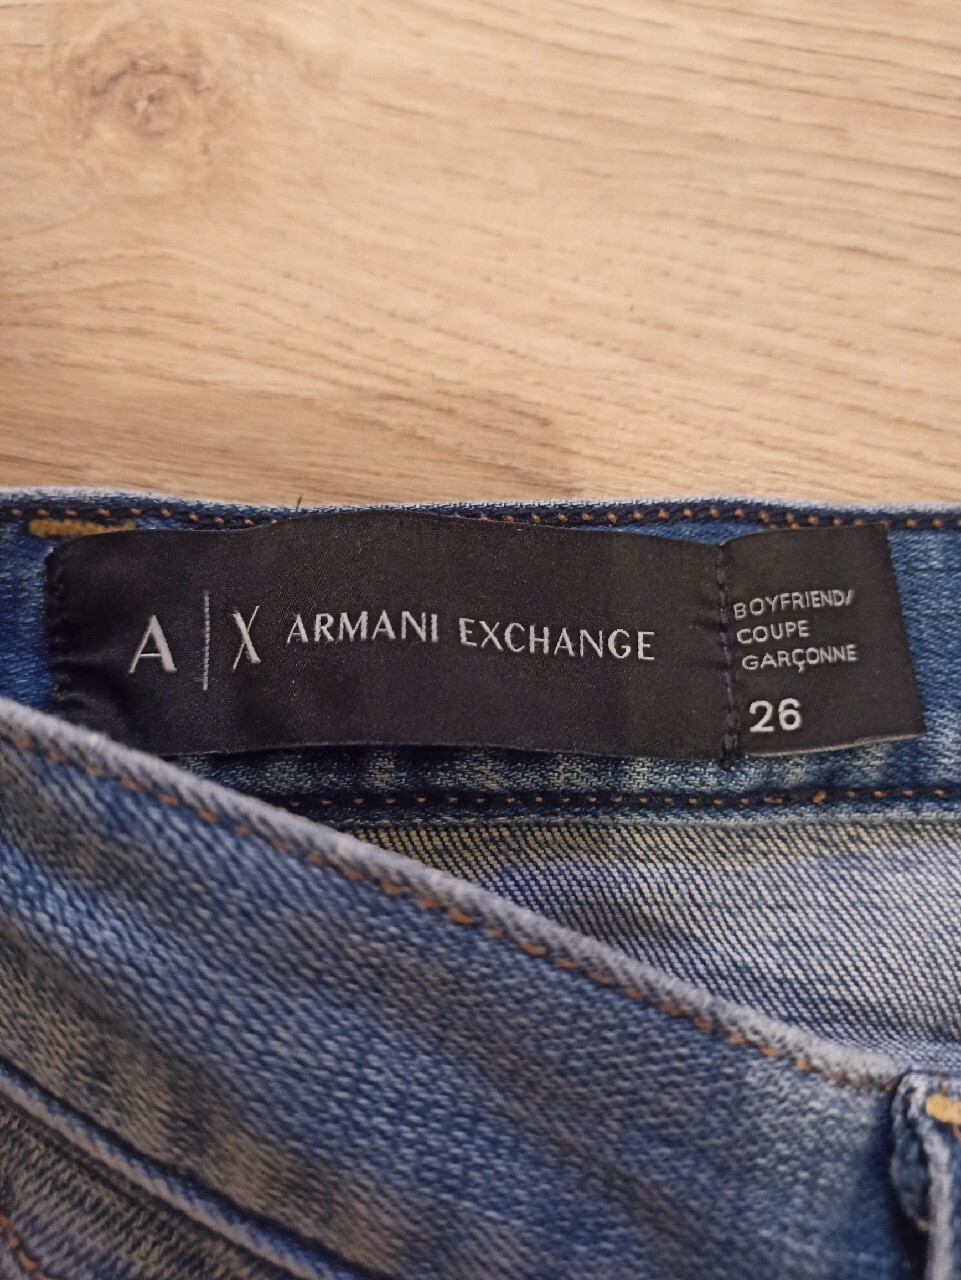 A|X ARMANI EXCHANGE
BOYFRIEND/
COUPE
GARÇONNE
26